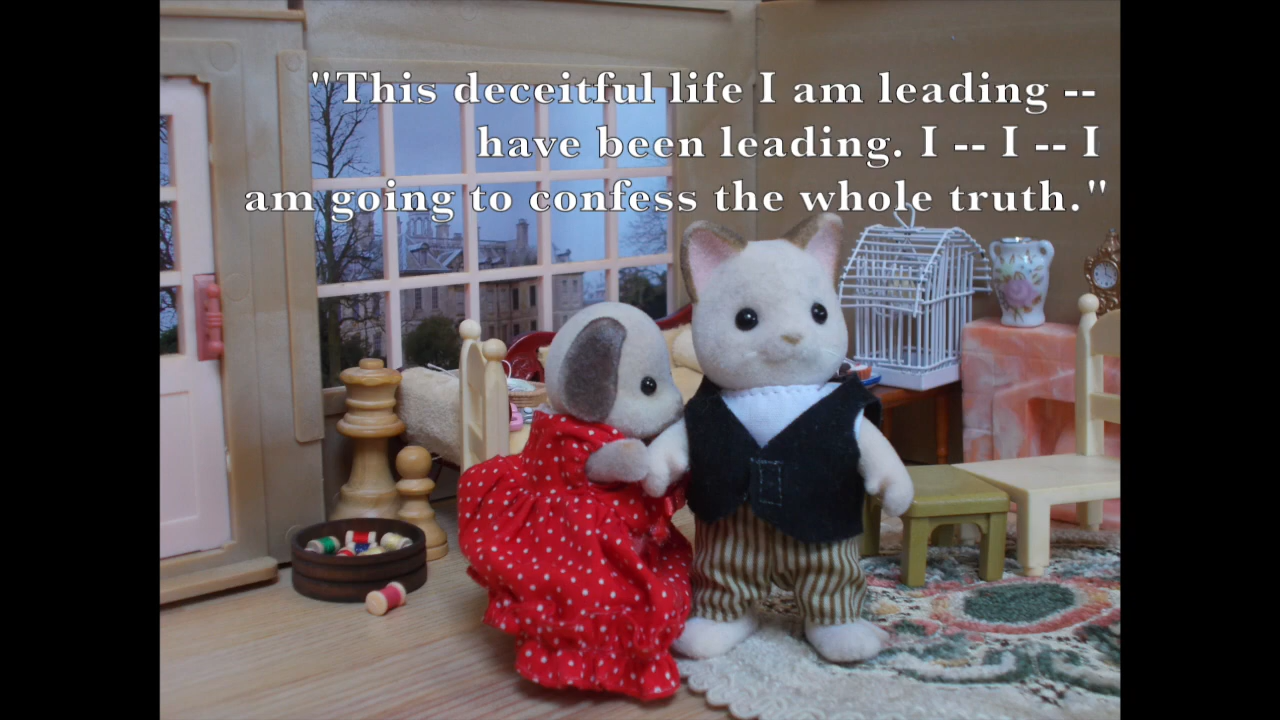 "This deceitful life I am leading --
have been leading. I -- I -- I
am going to confess the whole truth."